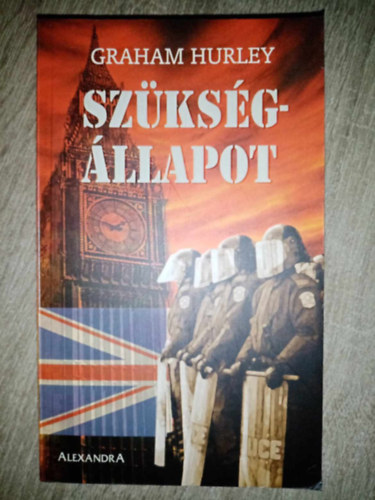 GRAHAM HURLEY
SZÜKSÉG-
ÁLLAPOT
ALEXANDRA